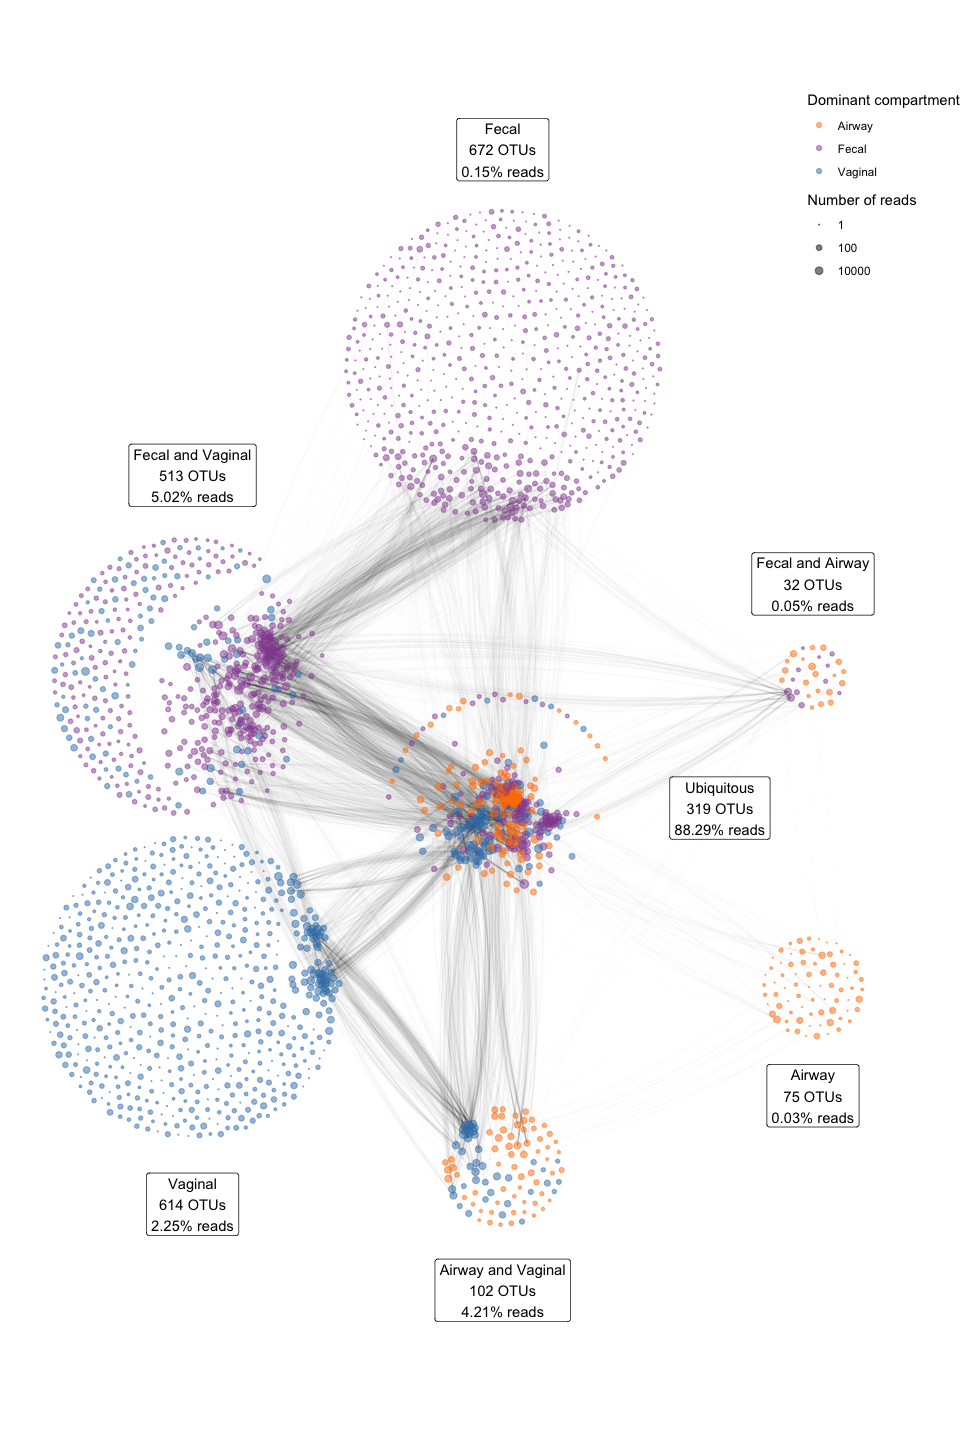 Dominant compartment
Airway
Fecal
Vaginal
Number of reads
1
100
10000
Fecal
672 OTUs
0.15% reads
Fecal and Vaginal
513 OTUs
5.02% reads
Fecal and Airway
32 OTUs
0.05% reads
Ubiquitous
319 OTUs
88.29% reads
Airway
75 OTUs
0.03% reads
Vaginal
614 OTUs
2.25% reads
Airway and Vaginal
102 OTUs
4.21% reads